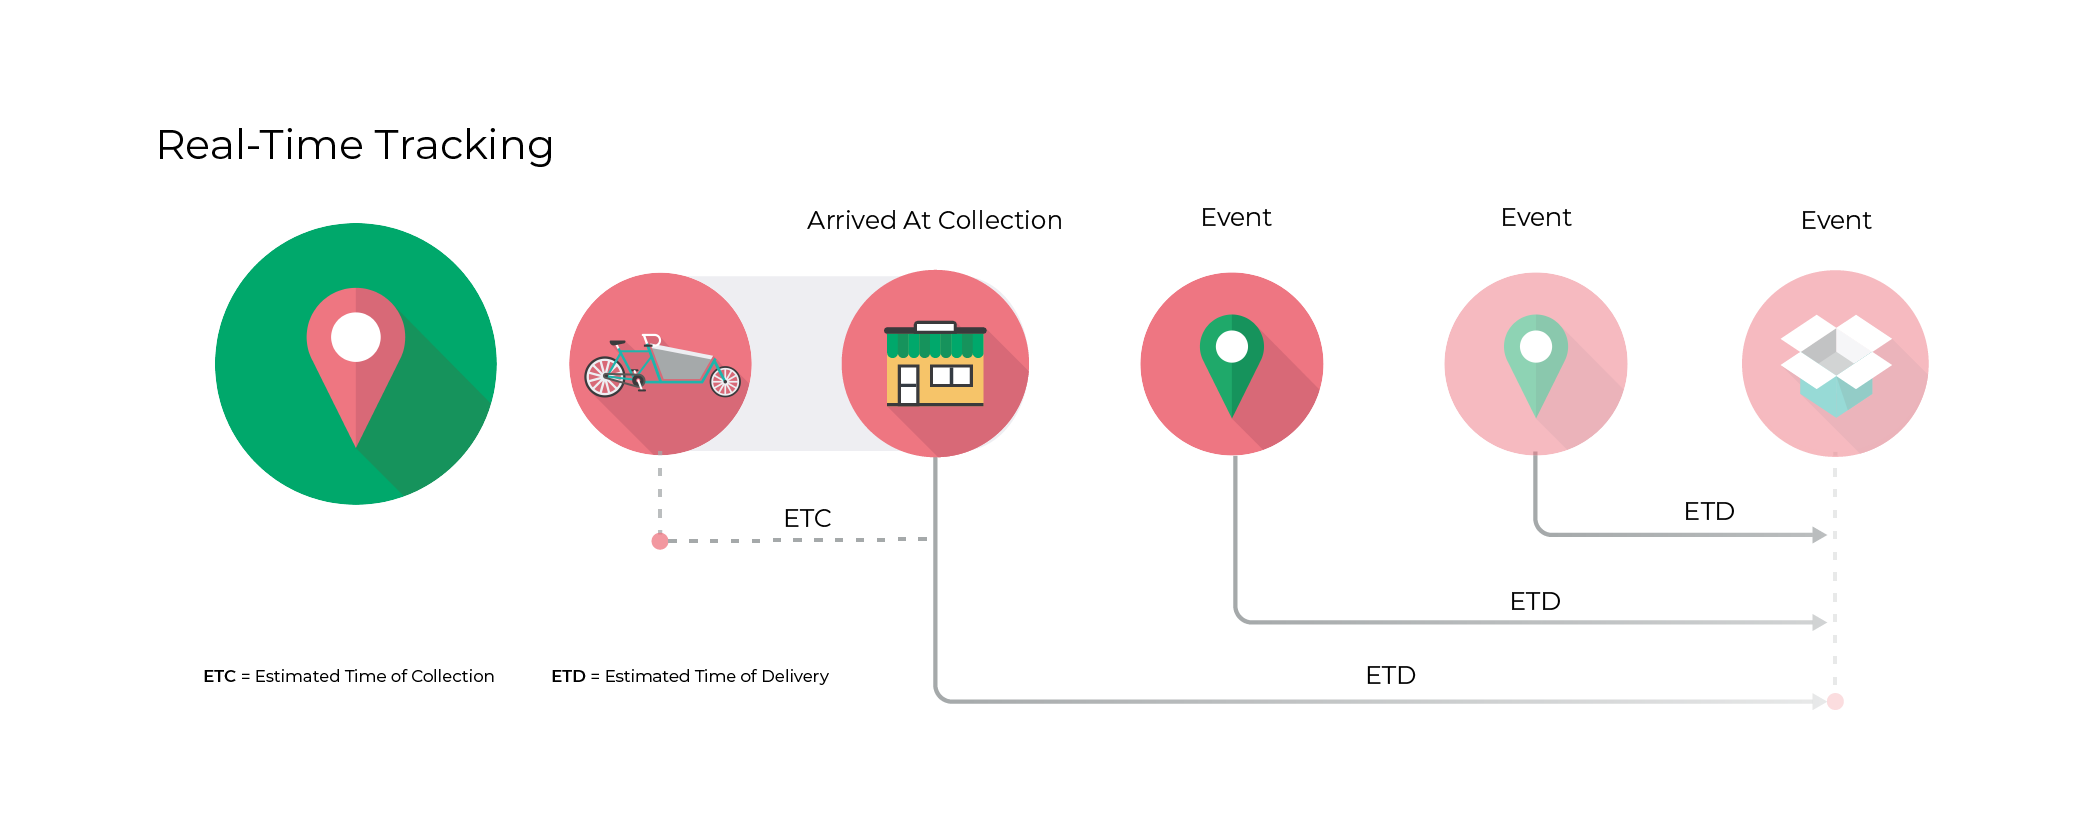 Real-Time Tracking
Arrived At Collection
Event
Event
Event
ETC
ETD
ETD
ETD
ETC = Estimated Time of Collection
ETD = Estimated Time of Delivery